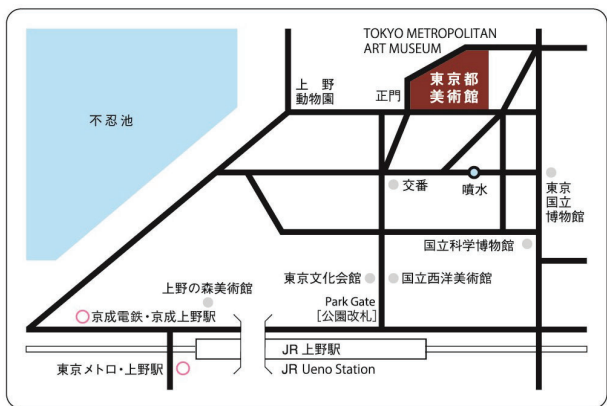 TOKYO METROPOLITAN
ART MUSEUM
東京都
美術館
上野
動物園
正門
不忍池
交番
噴水
東京
国立
博物館
国立科学博物館
東京文化会館
国立西洋美術館
上野の森美術館
Park Gate
[公園改札]
京成電鉄・京成上野駅
JR 上野駅
東京メトロ・上野駅
JR Ueno Station